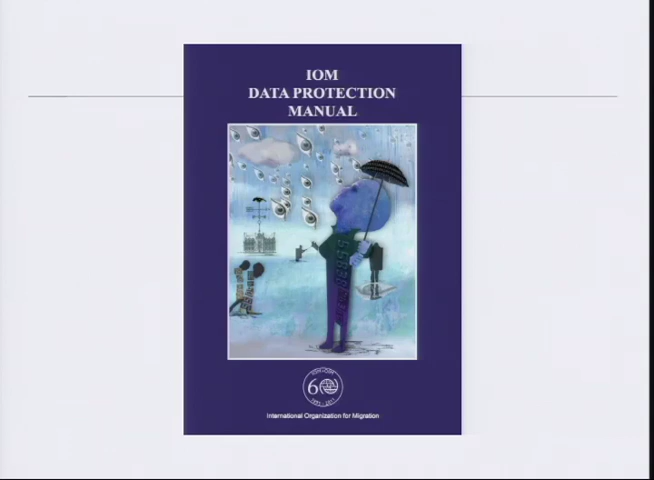 IOM
DATA PROTECTION
MANUAL
60
International Organization for Migration